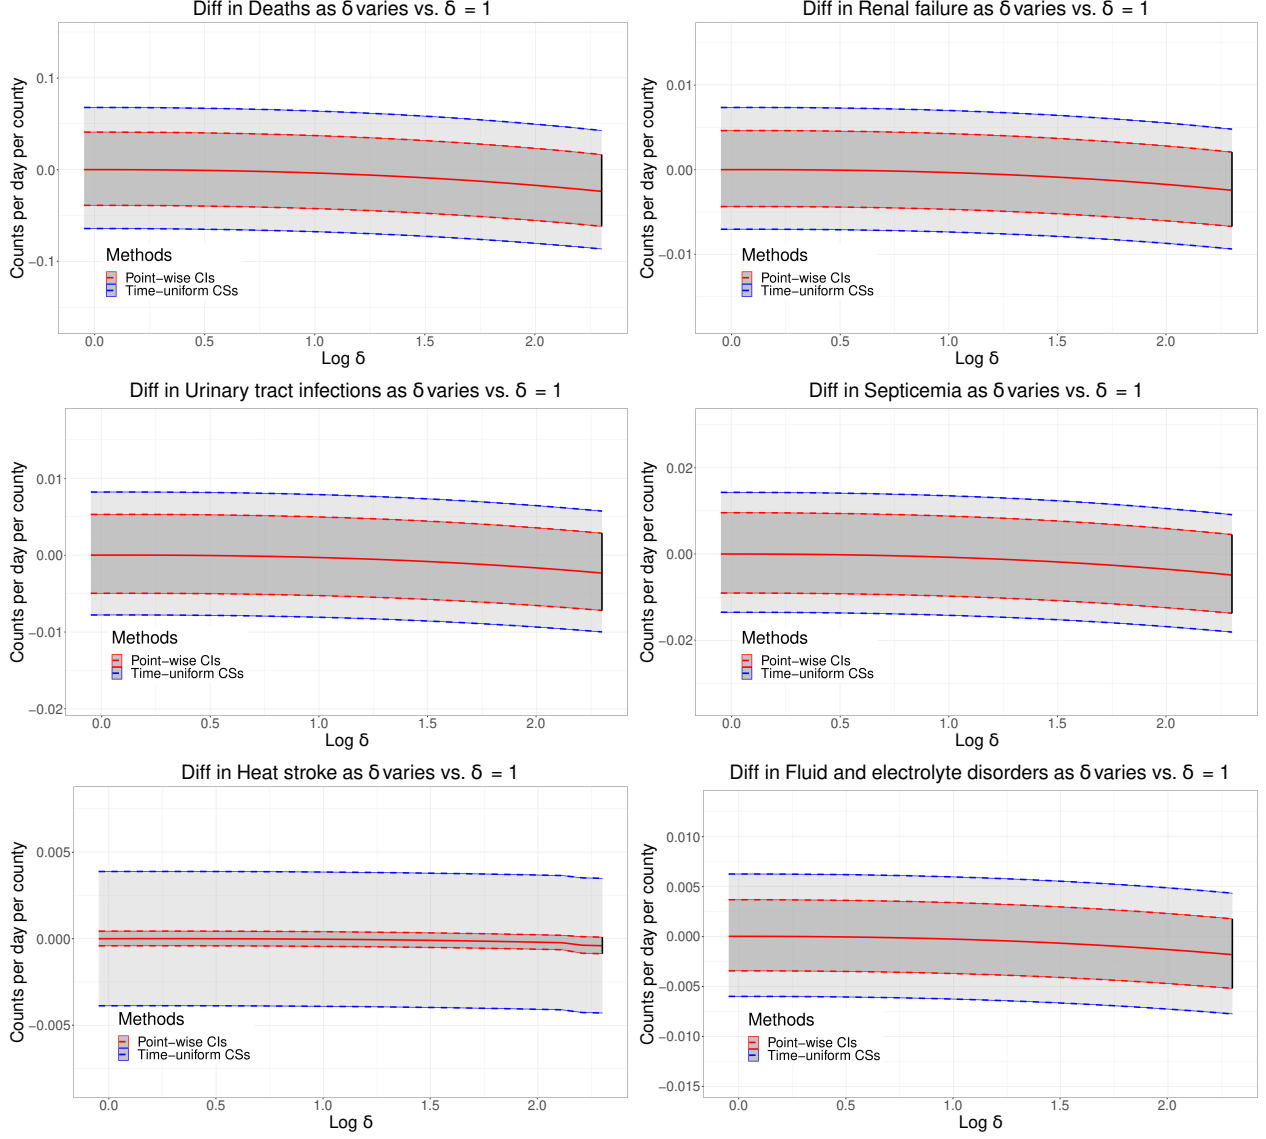 Diff in Deaths as δ varies vs. δ = 1
Counts per day per county
0.1
0.0
−0.1
Methods
Point−wise CIs
Time−uniform CSs
0.0 0.5 1.0 1.5 2.0
Log δ
Diff in Renal failure as δ varies vs. δ = 1
Counts per day per county
0.01
0.00
−0.01
Methods
Point−wise CIs
Time−uniform CSs
0.0 0.5 1.0 1.5 2.0
Log δ
Diff in Urinary tract infections as δ varies vs. δ = 1
Counts per day per county
0.01
0.00
−0.01
−0.02
Methods
Point−wise CIs
Time−uniform CSs
0.0 0.5 1.0 1.5 2.0
Log δ
Diff in Septicemia as δ varies vs. δ = 1
Counts per day per county
0.02
0.00
−0.02
Methods
Point−wise CIs
Time−uniform CSs
0.0 0.5 1.0 1.5 2.0
Log δ
Diff in Heat stroke as δ varies vs. δ = 1
Counts per day per county
0.005
0.000
−0.005
Methods
Point−wise CIs
Time−uniform CSs
0.0 0.5 1.0 1.5 2.0
Log δ
Diff in Fluid and electrolyte disorders as δ varies vs. δ = 1
Counts per day per county
0.010
0.005
0.000
−0.005
−0.010
−0.015
Methods
Point−wise CIs
Time−uniform CSs
0.0 0.5 1.0 1.5 2.0
Log δ